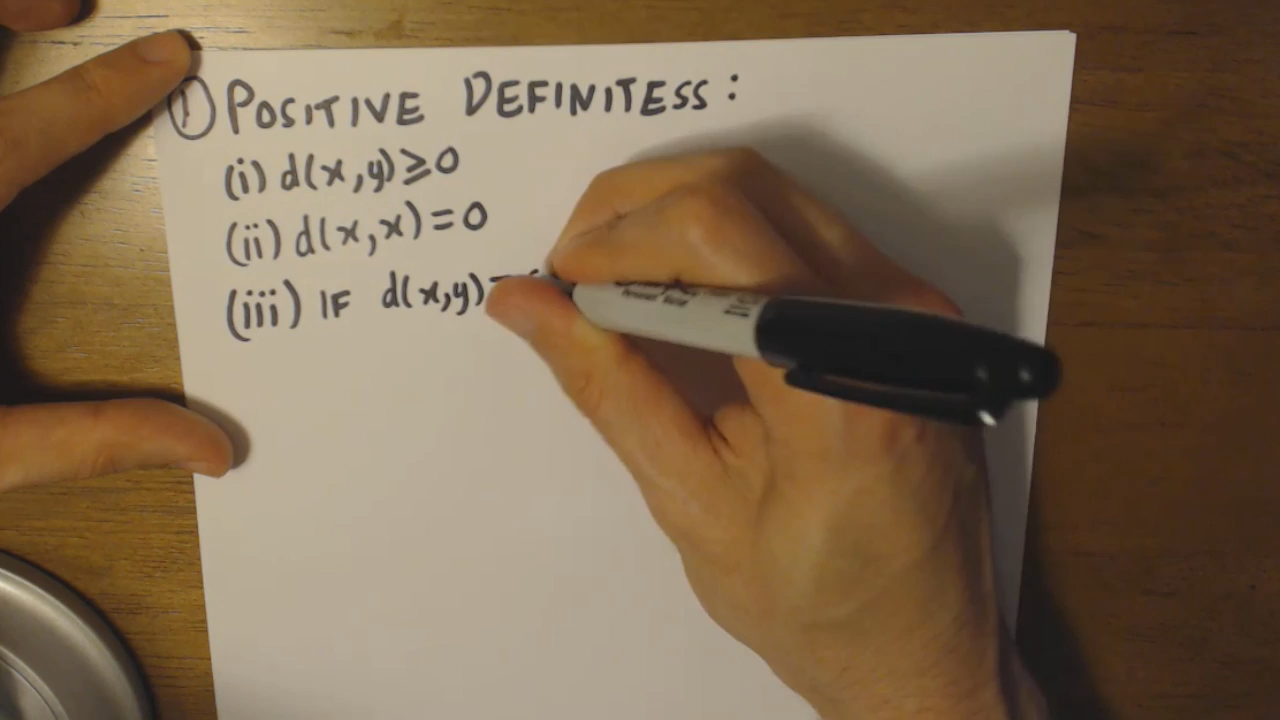 ① POSITIVE DEFINITESS:
(i) d(x,y)≥0
(ii) d(x,x)=0
(iii) IF d(x,y)=